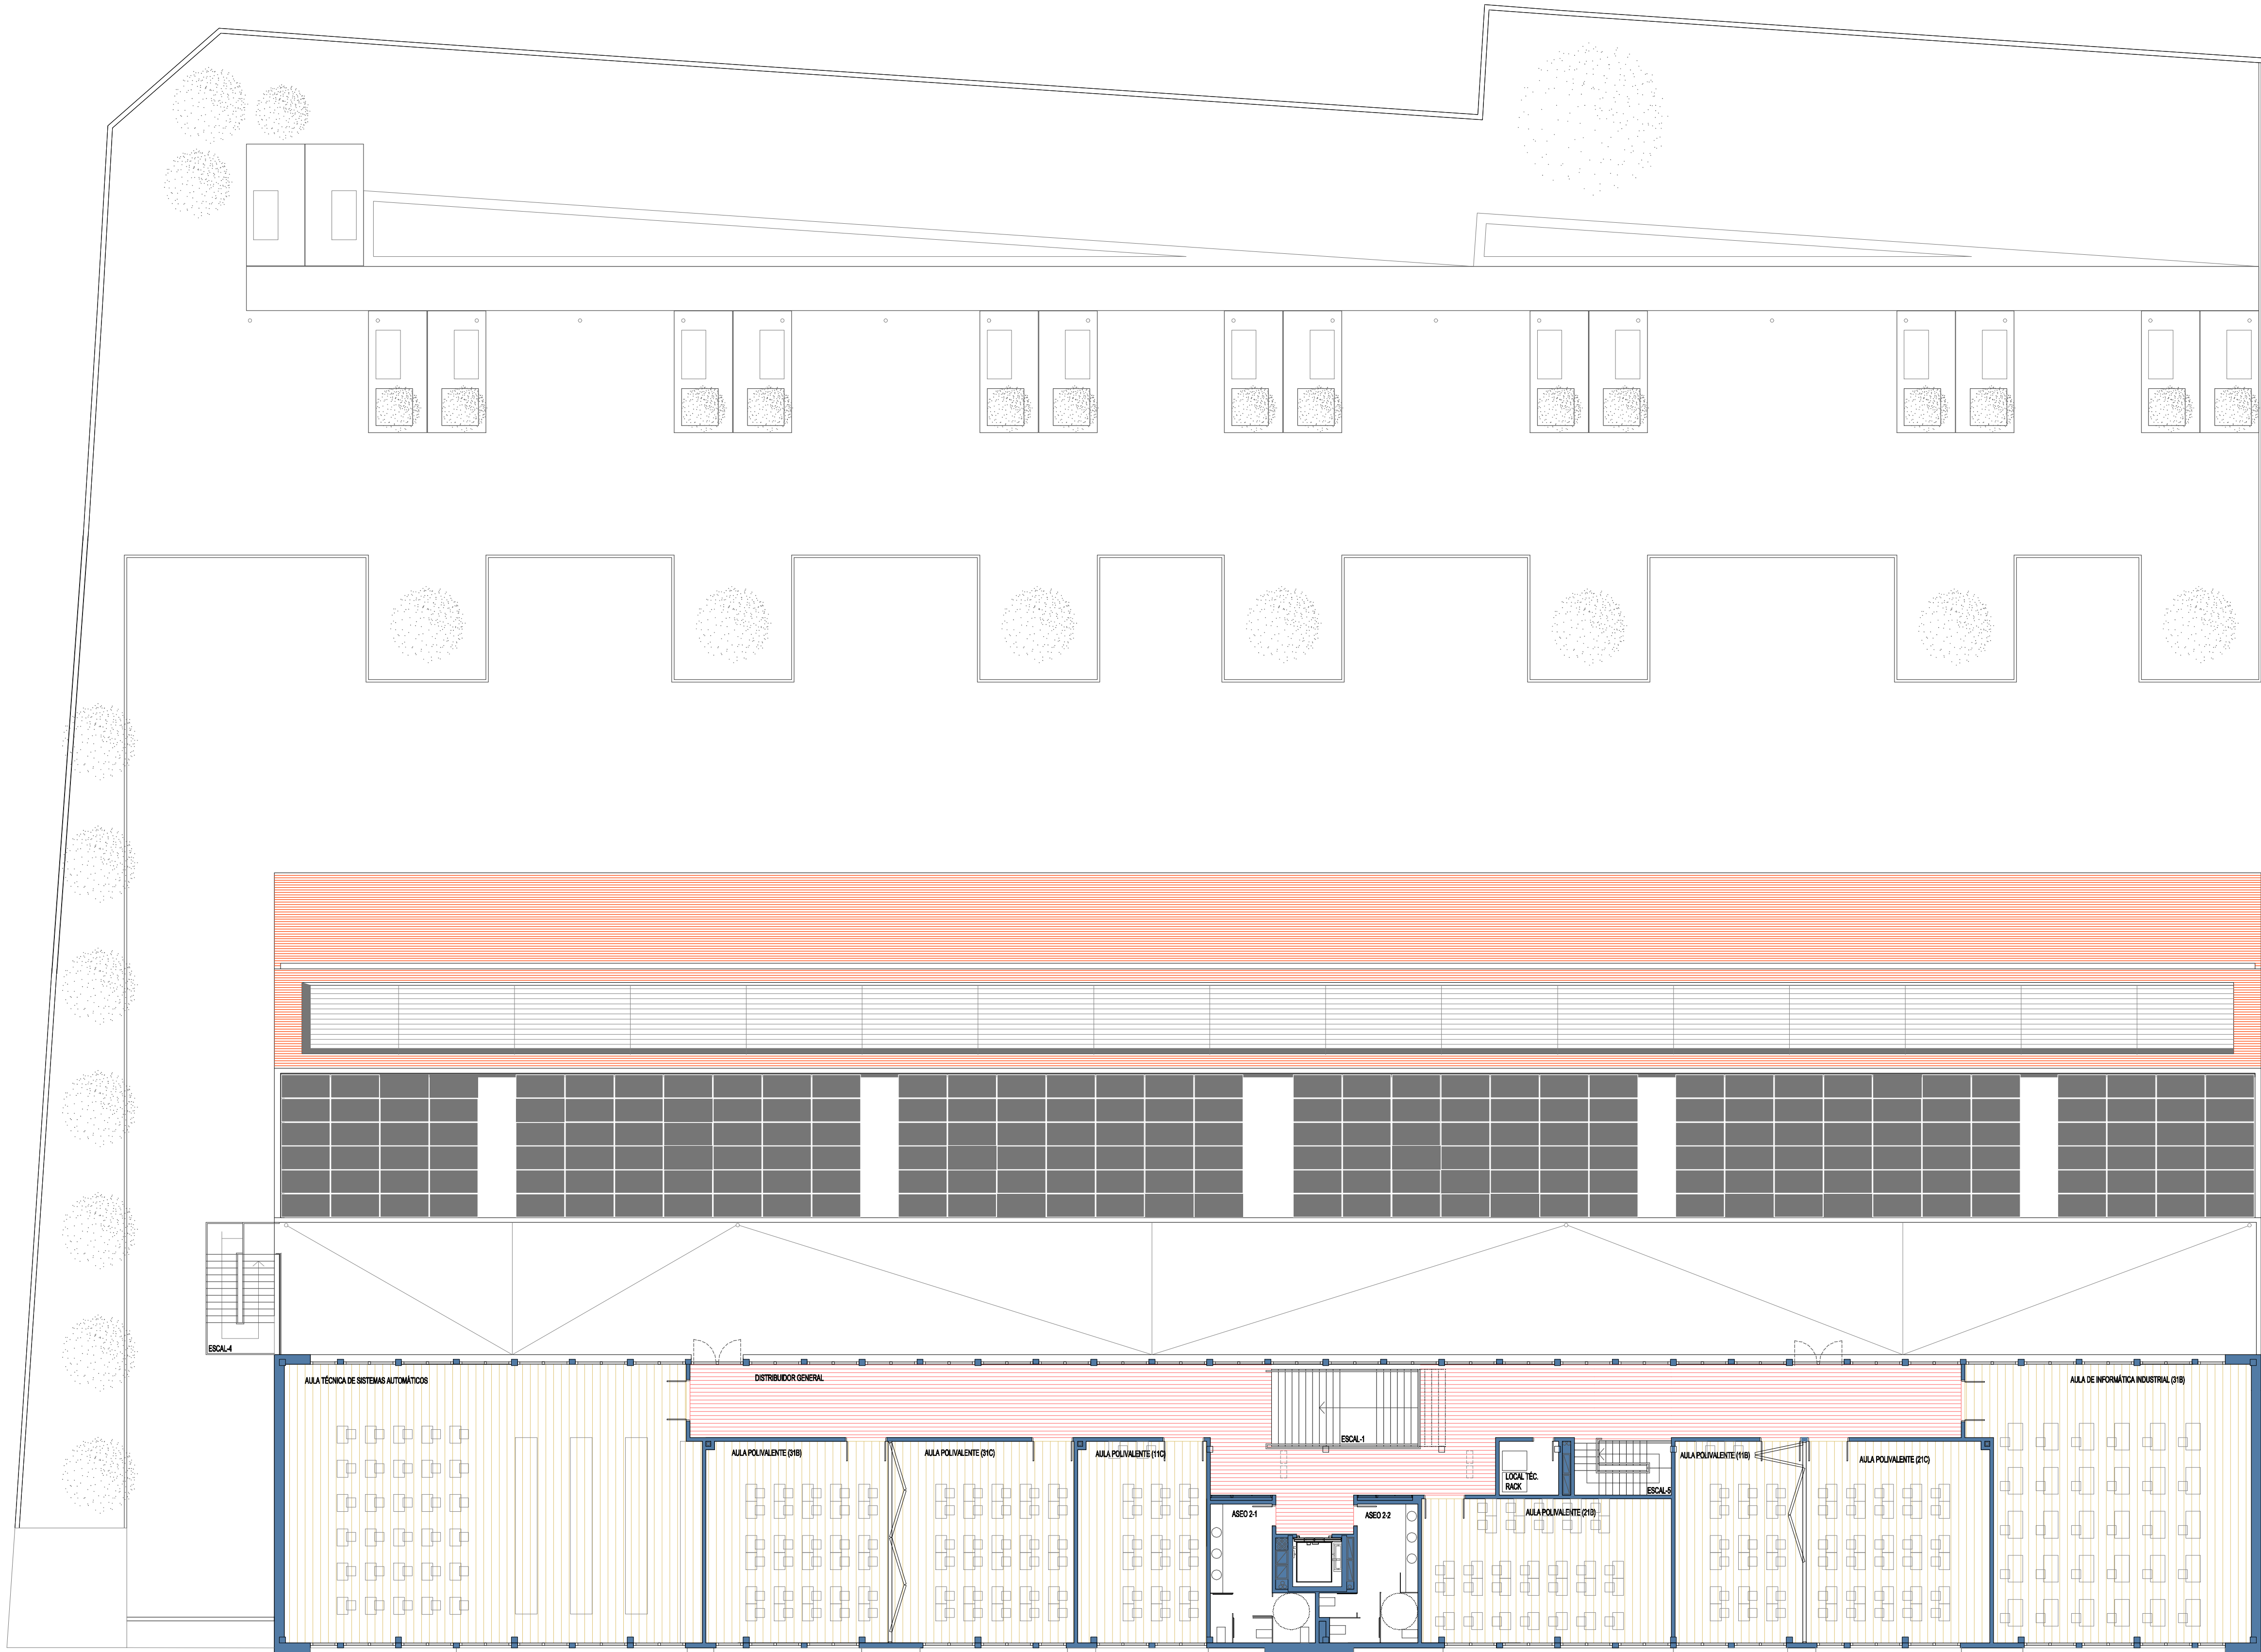 ESCAL-4
AULA TÉCNICA DE SISTEMAS AUTOMÁTICOS
DISTRIBUIDOR GENERAL
AULA DE INFORMÁTICA INDUSTRIAL (31B)
AULA POLIVALENTE (31B)
AULA POLIVALENTE (31C)
AULA POLIVALENTE (11C)
ESCAL-1
AULA POLIVALENTE (11B)
AULA POLIVALENTE (21C)
LOCAL TÉC.
RACK
ESCAL-5
ASEO 2-1
ASEO 2-2
AULA POLIVALENTE (21B)